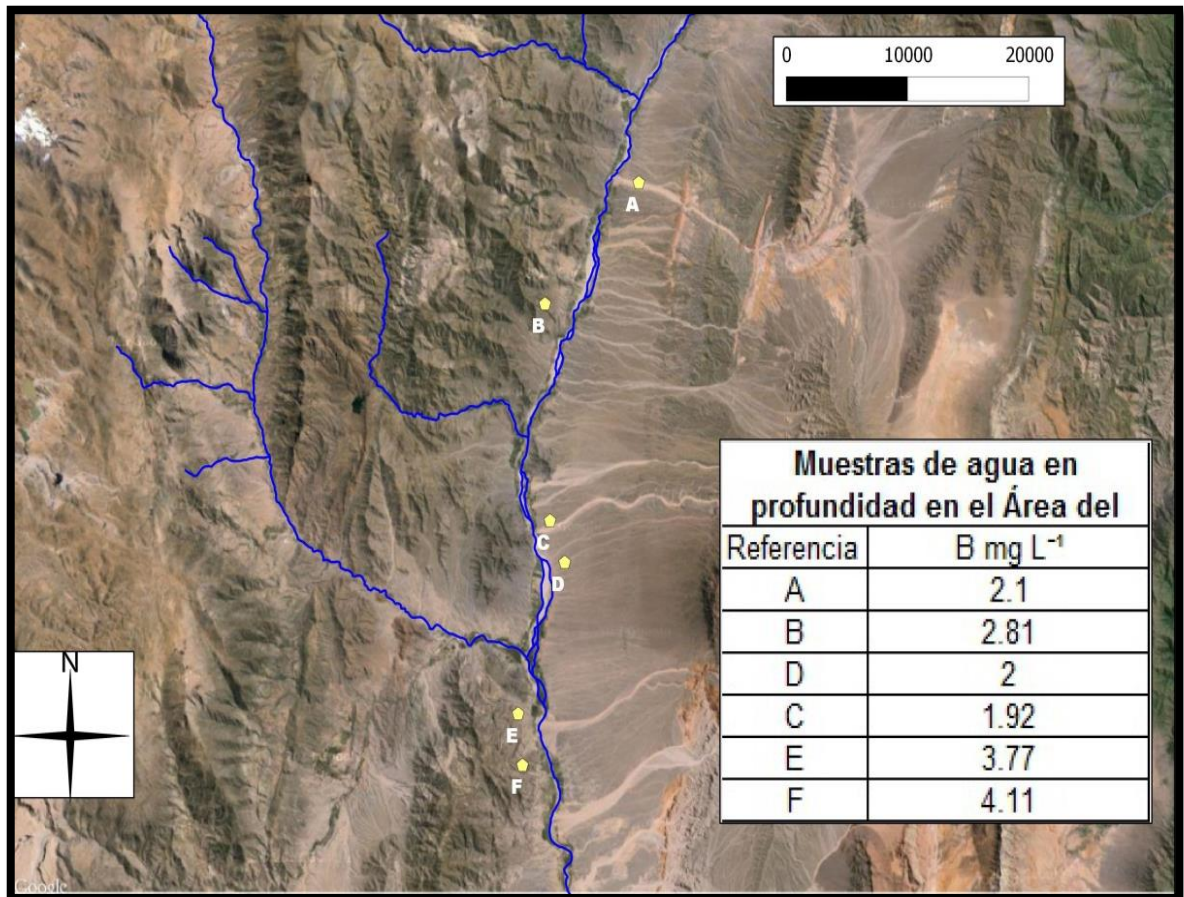 0 10000 20000
A
B
C
D
E
F
N
Muestras de agua en
profundidad en el Área del
Referencia B mg L⁻¹
A 2.1
B 2.81
D 2
C 1.92
E 3.77
F 4.11
Google